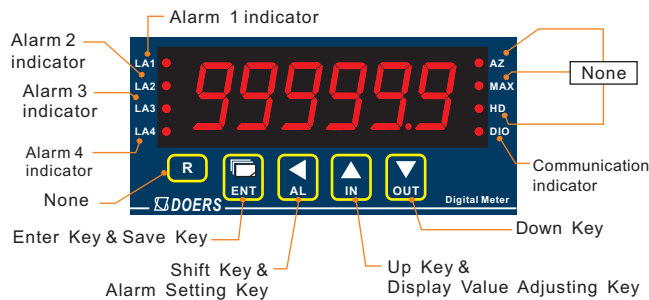 Alarm 1 indicator
Alarm 2
indicator
Alarm 3
indicator
Alarm 4
indicator
None
LA1
LA2
LA3
LA4
99999.9
AZ
MAX
HD
DIO
None
Communication
indicator
R
ENT
AL
IN
OUT
DOERS
Digital Meter
Enter Key & Save Key
Shift Key &
Alarm Setting Key
Up Key &
Display Value Adjusting Key
Down Key